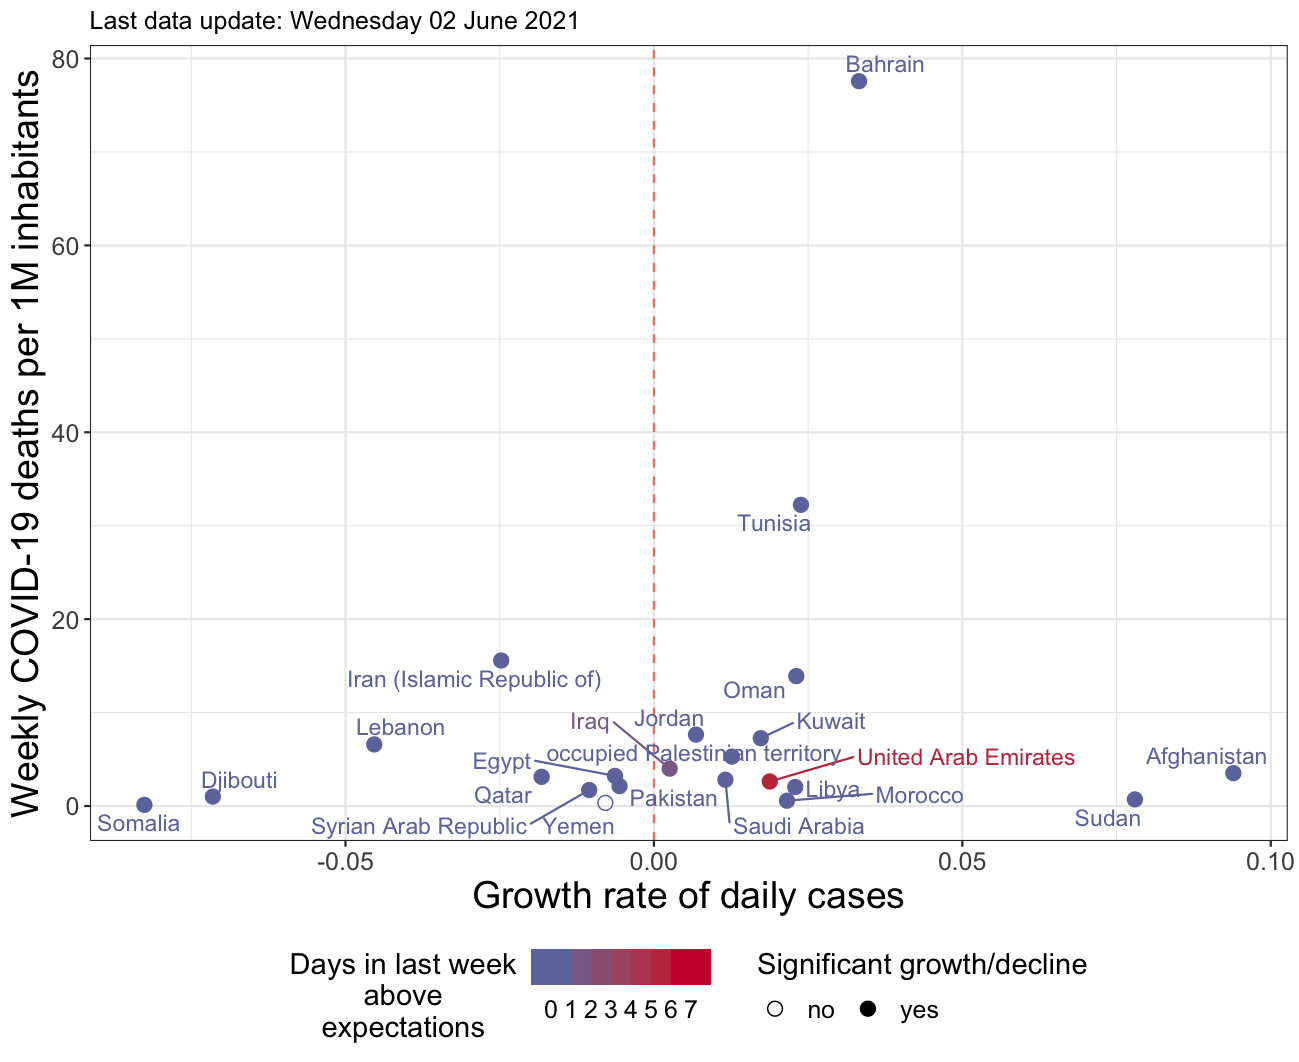 Last data update: Wednesday 02 June 2021
Weekly COVID-19 deaths per 1M inhabitants
80
60
40
20
0
Bahrain
Tunisia
Iran (Islamic Republic of)
Oman
Lebanon
Iraq
Jordan
Kuwait
occupied Palestinian territory
United Arab Emirates
Afghanistan
Egypt
Djibouti
Qatar
Pakistan
Libya
Morocco
Somalia
Syrian Arab Republic
Yemen
Saudi Arabia
Sudan
-0.05
0.00
0.05
0.10
Growth rate of daily cases
Days in last week
above
expectations
0 1 2 3 4 5 6 7
Significant growth/decline
no
yes